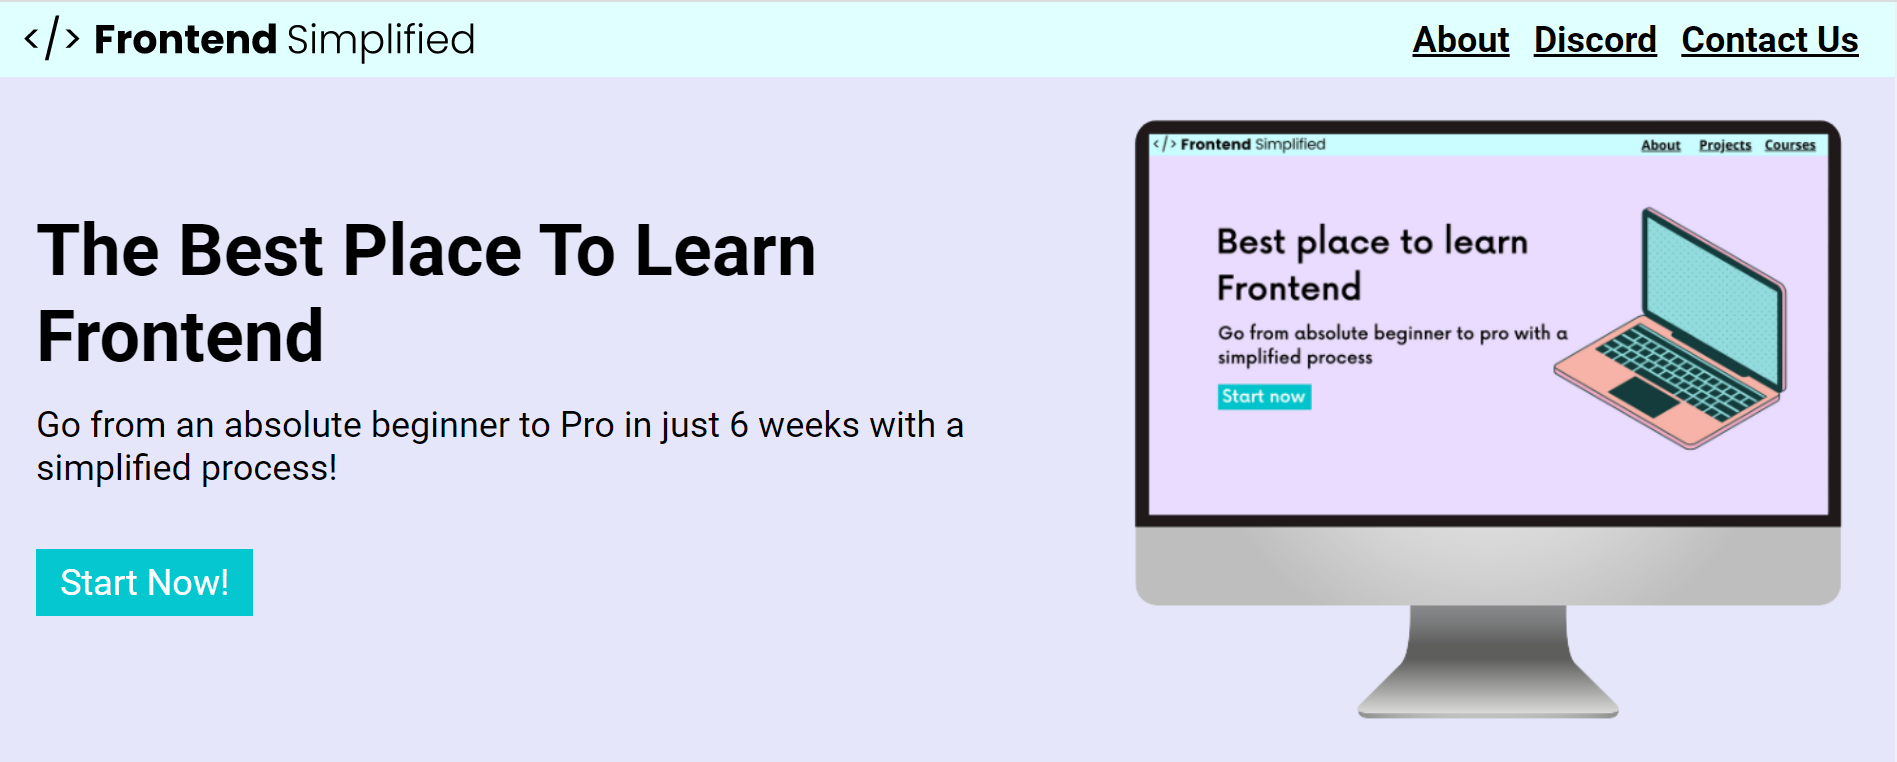 </> Frontend Simplified
About Discord Contact Us
The Best Place To Learn
Frontend
Go from an absolute beginner to Pro in just 6 weeks with a
simplified process!
Start Now!
</> Frontend Simplified
About Projects Courses
Best place to learn
Frontend
Go from absolute beginner to pro with a
simplified process
Start now